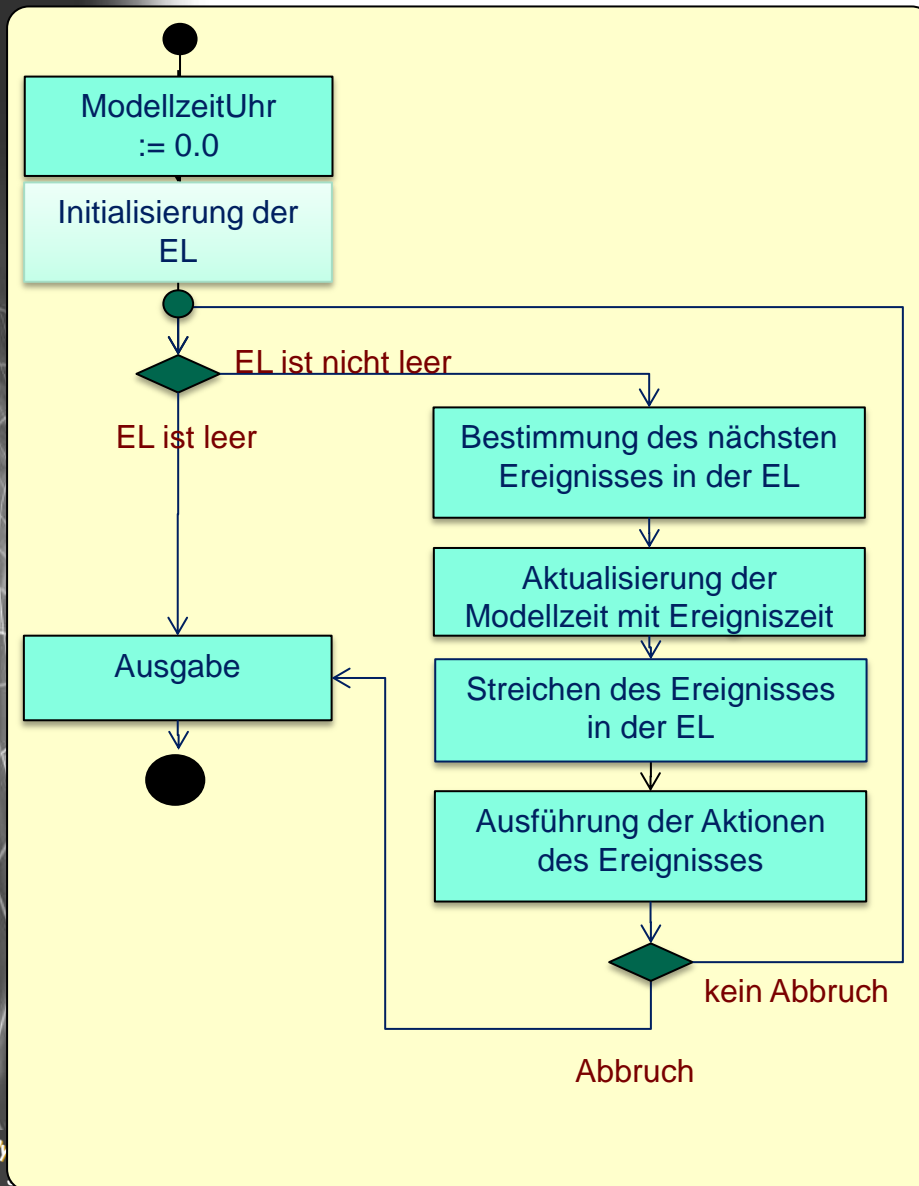 ModellzeitUhr
:= 0.0
Initialisierung der
EL
EL ist nicht leer
EL ist leer
Bestimmung des nächsten
Ereignisses in der EL
Aktualisierung der
Modellzeit mit Ereigniszeit
Ausgabe
Streichen des Ereignisses
in der EL
Ausführung der Aktionen
des Ereignisses
kein Abbruch
Abbruch